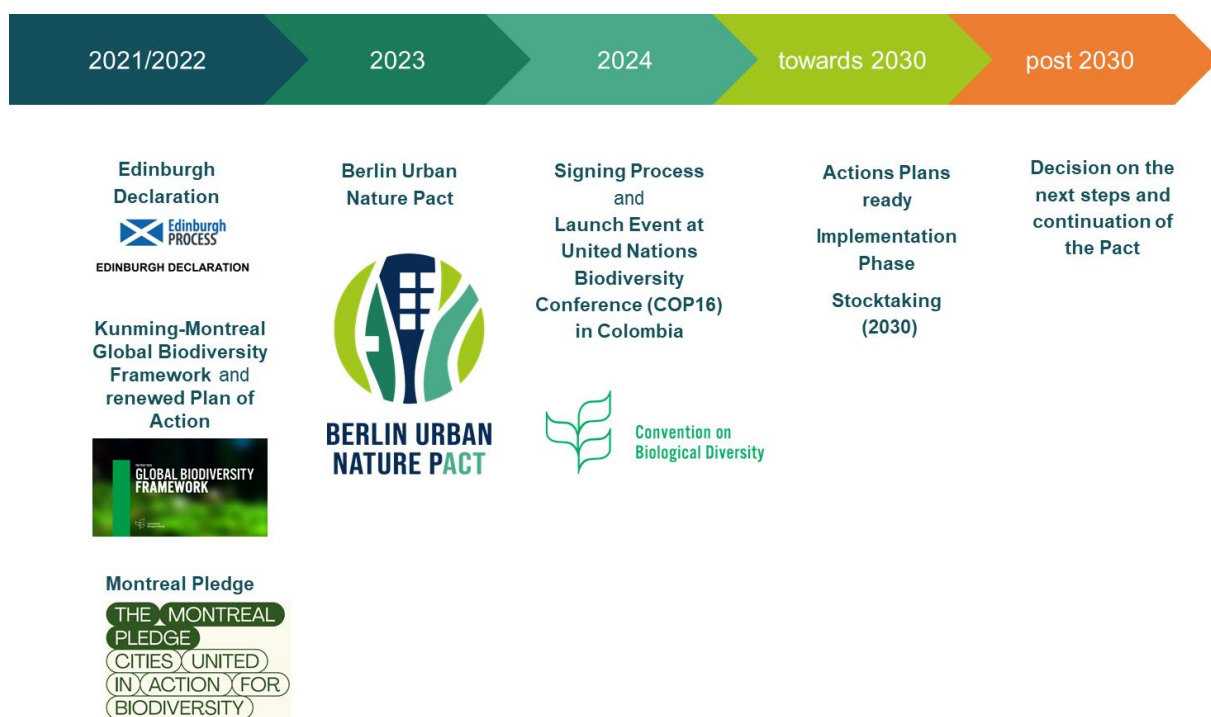 2021/2022
2023
2024
towards 2030
post 2030
Edinburgh
Declaration
Edinburgh
PROCESS
EDINBURGH DECLARATION
Kunming-Montreal
Global Biodiversity
Framework and
renewed Plan of
Action
GLOBAL BIODIVERSITY
FRAMEWORK
Montreal Pledge
THE MONTREAL
PLEDGE
CITIES UNITED
IN ACTION FOR
BIODIVERSITY
Berlin Urban
Nature Pact
BERLIN URBAN
NATURE PACT
Signing Process
and
Launch Event at
United Nations
Biodiversity
Conference (COP16)
in Colombia
Convention on
Biological Diversity
Actions Plans
ready
Implementation
Phase
Stocktaking
(2030)
Decision on the
next steps and
continuation of
the Pact